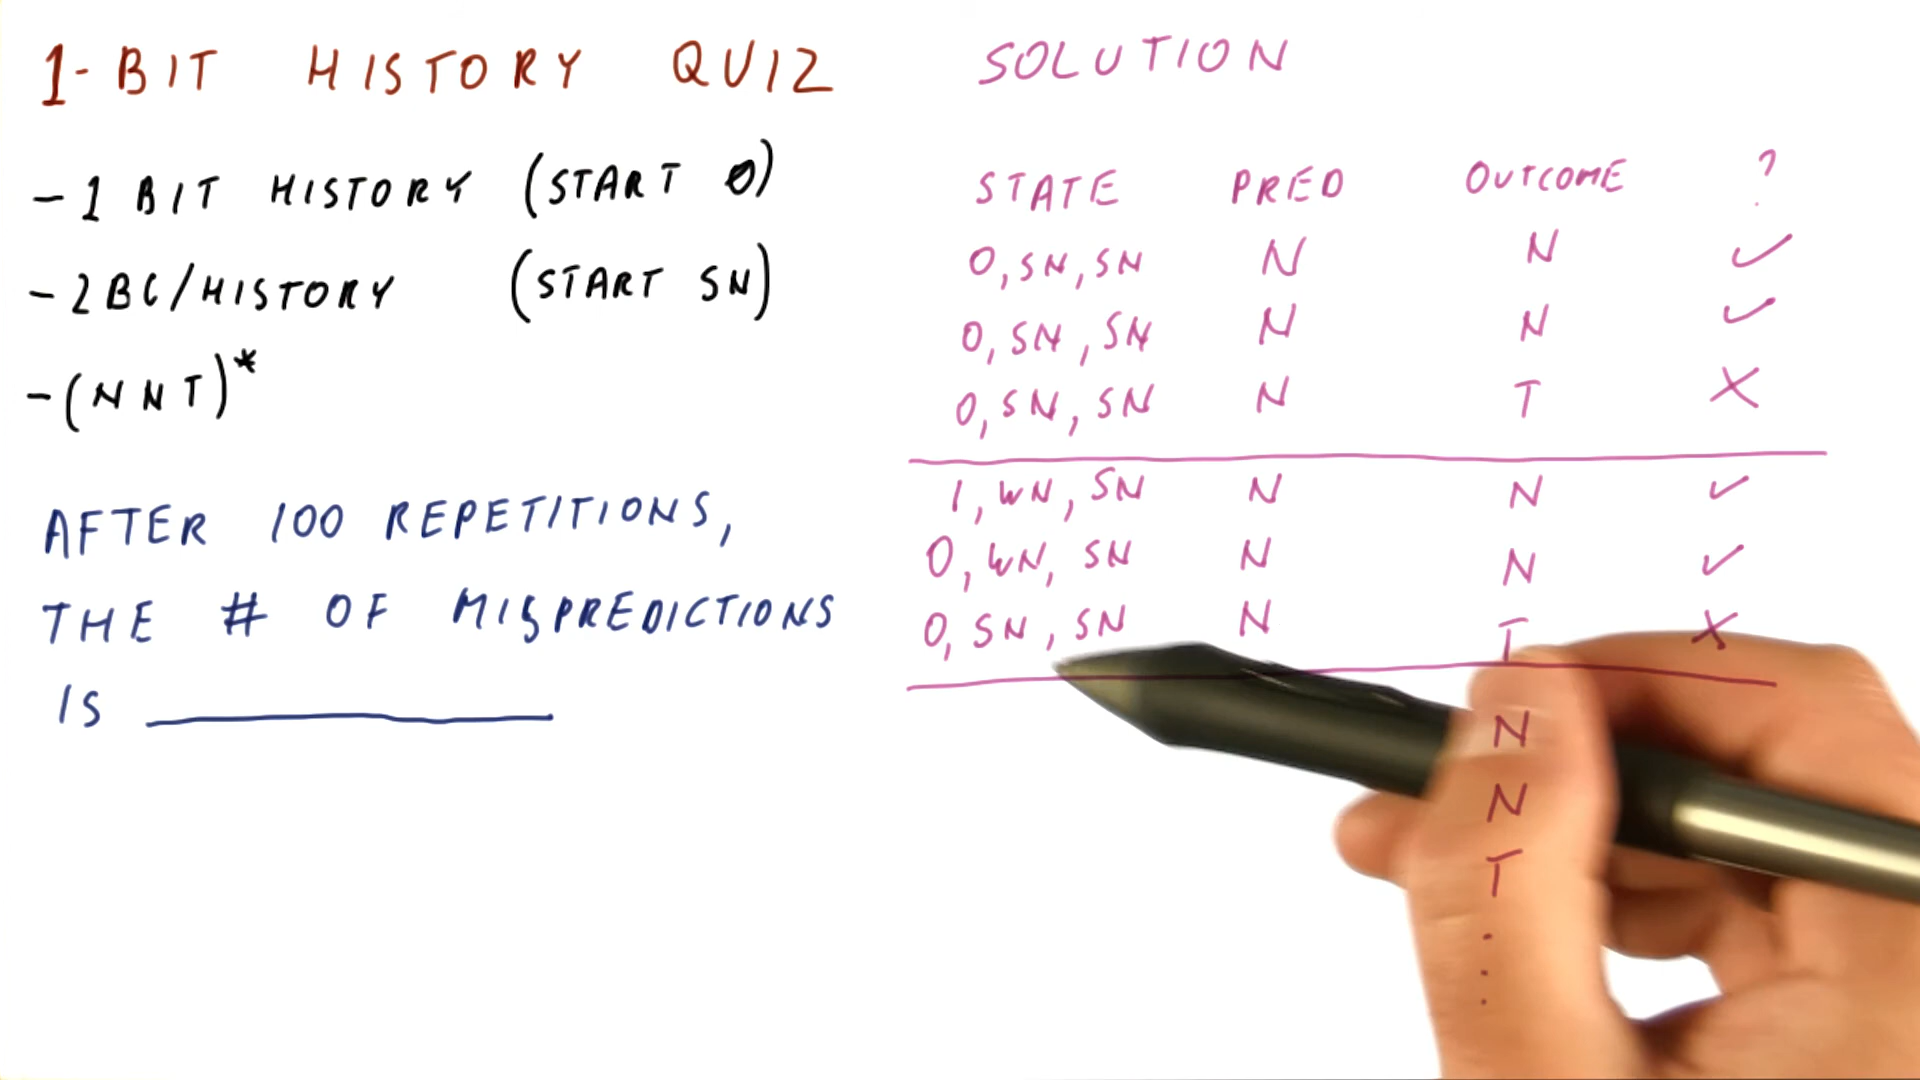 1-BIT HISTORY QUIZ
- 1 BIT HISTORY (START 0)
- 2BC/HISTORY (START SN)
- (NNT)*
AFTER 100 REPETITIONS,
THE # OF MISPREDICTIONS
IS
SOLUTION
STATE PRED OUTCOME ?
0, SN, SN N N ✓
0, SN, SN N N ✓
0, SN, SN N T X
1, WN, SN N N ✓
0, WN, SN N N ✓
0, SN, SN N T X
N
N
T